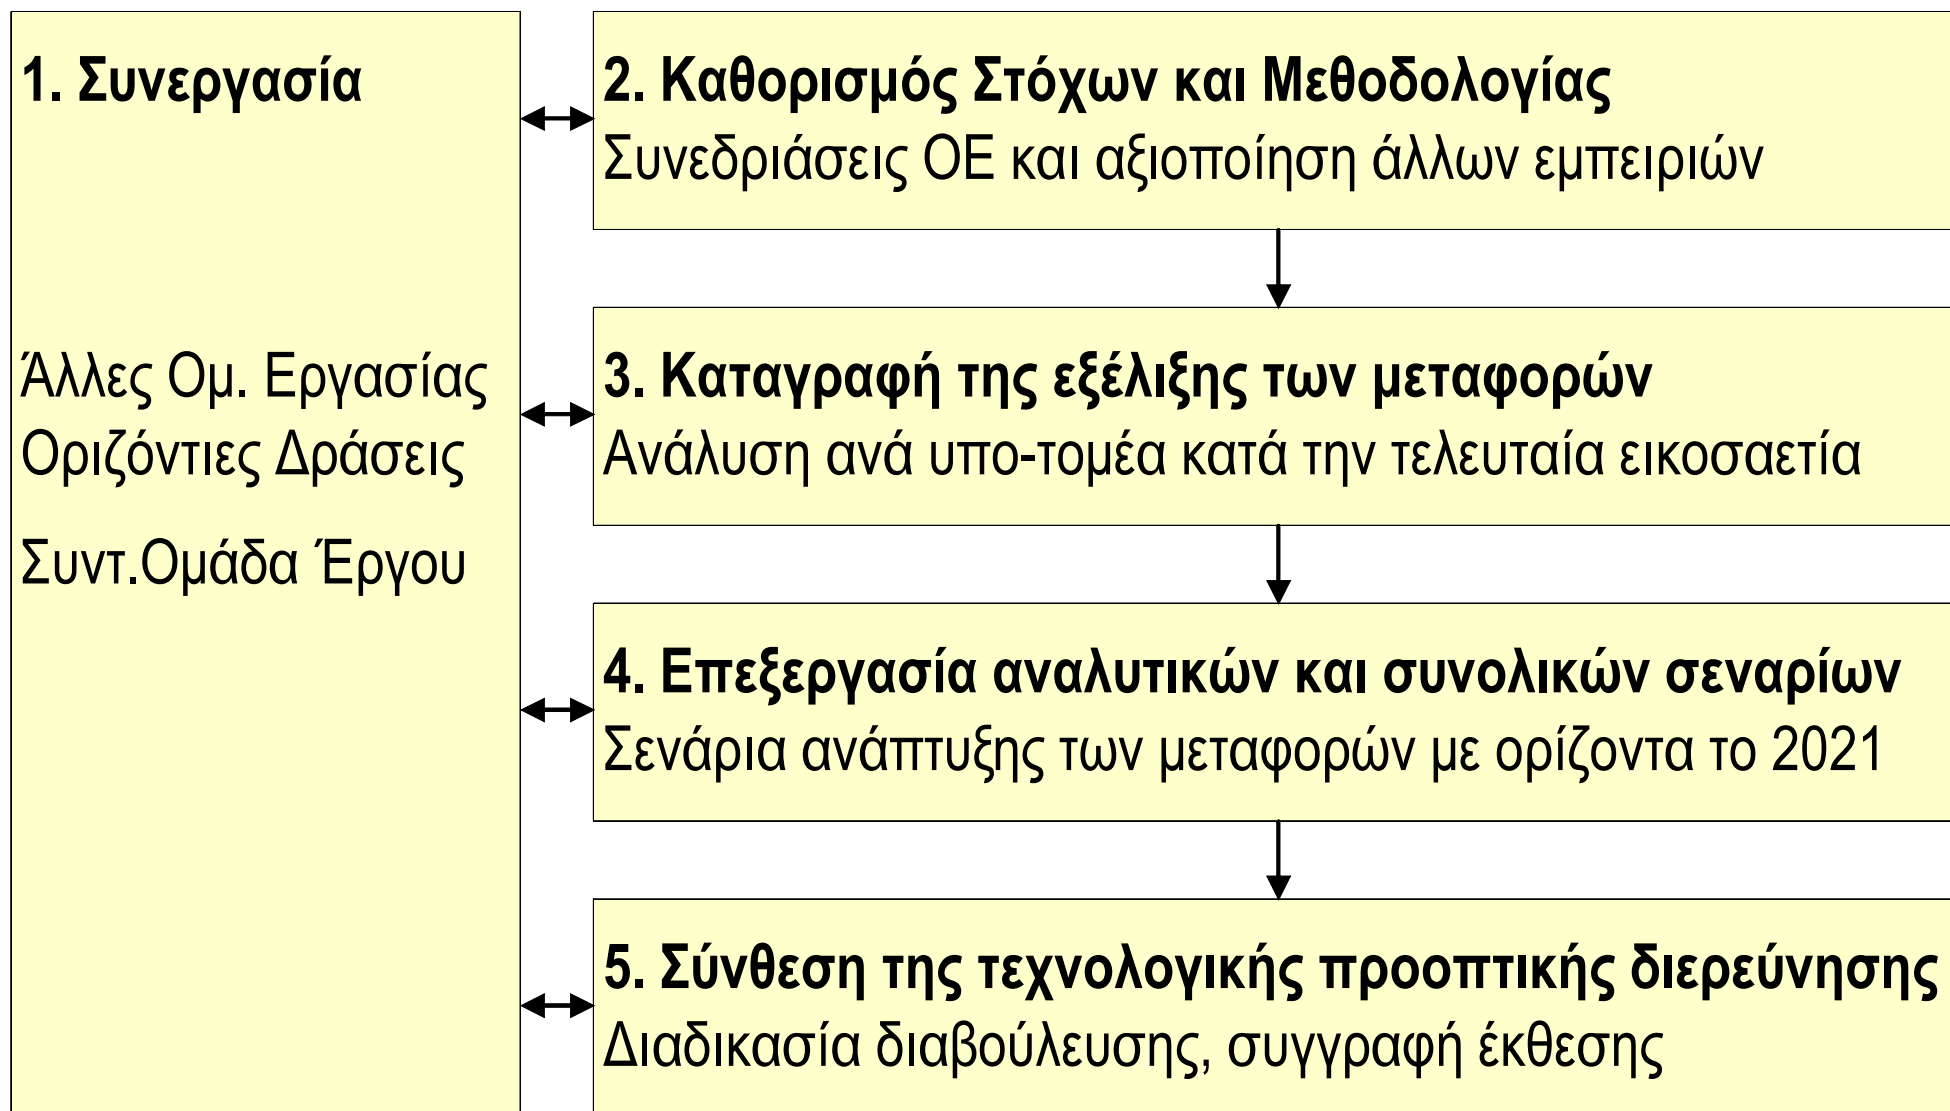 1. Συνεργασία
Άλλες Ομ. Εργασίας
Οριζόντιες Δράσεις
Συντ.Ομάδα Έργου
2. Καθορισμός Στόχων και Μεθοδολογίας
Συνεδριάσεις ΟΕ και αξιοποίηση άλλων εμπειριών
3. Καταγραφή της εξέλιξης των μεταφορών
Ανάλυση ανά υπο-τομέα κατά την τελευταία εικοσαετία
4. Επεξεργασία αναλυτικών και συνολικών σεναρίων
Σενάρια ανάπτυξης των μεταφορών με ορίζοντα το 2021
5. Σύνθεση της τεχνολογικής προοπτικής διερεύνησης
Διαδικασία διαβούλευσης, συγγραφή έκθεσης